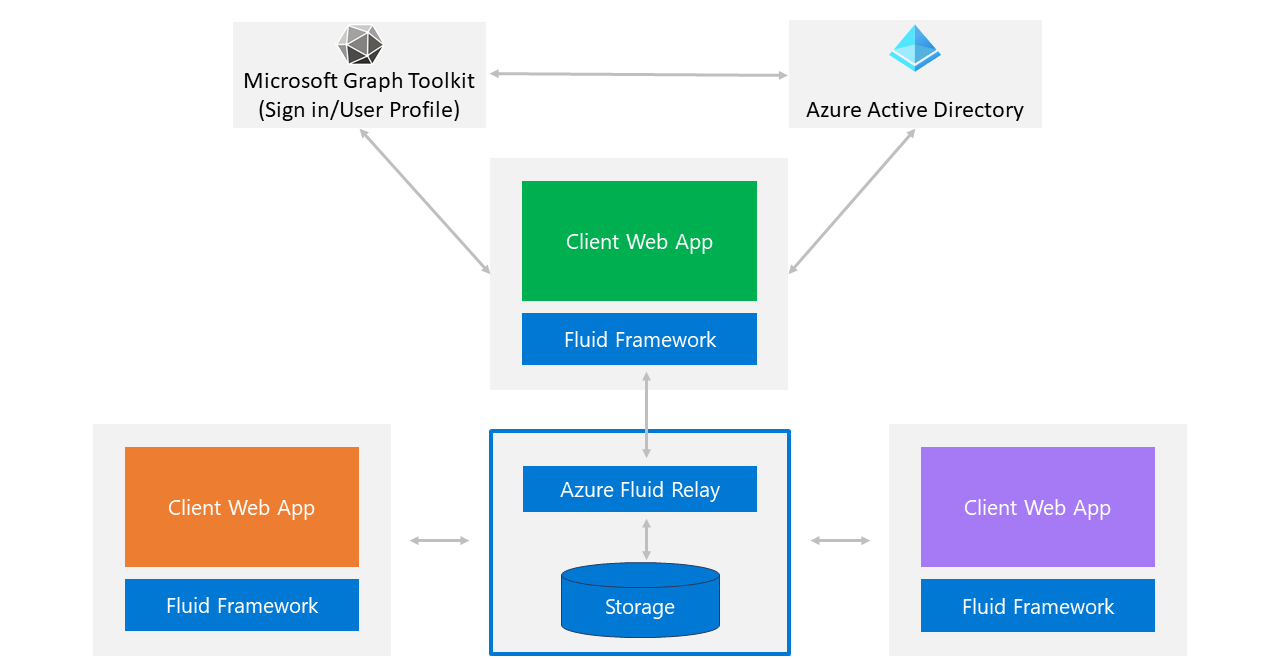 Microsoft Graph Toolkit
(Sign in/User Profile)
Azure Active Directory
Client Web App
Fluid Framework
Client Web App
Fluid Framework
Azure Fluid Relay
Storage
Client Web App
Fluid Framework